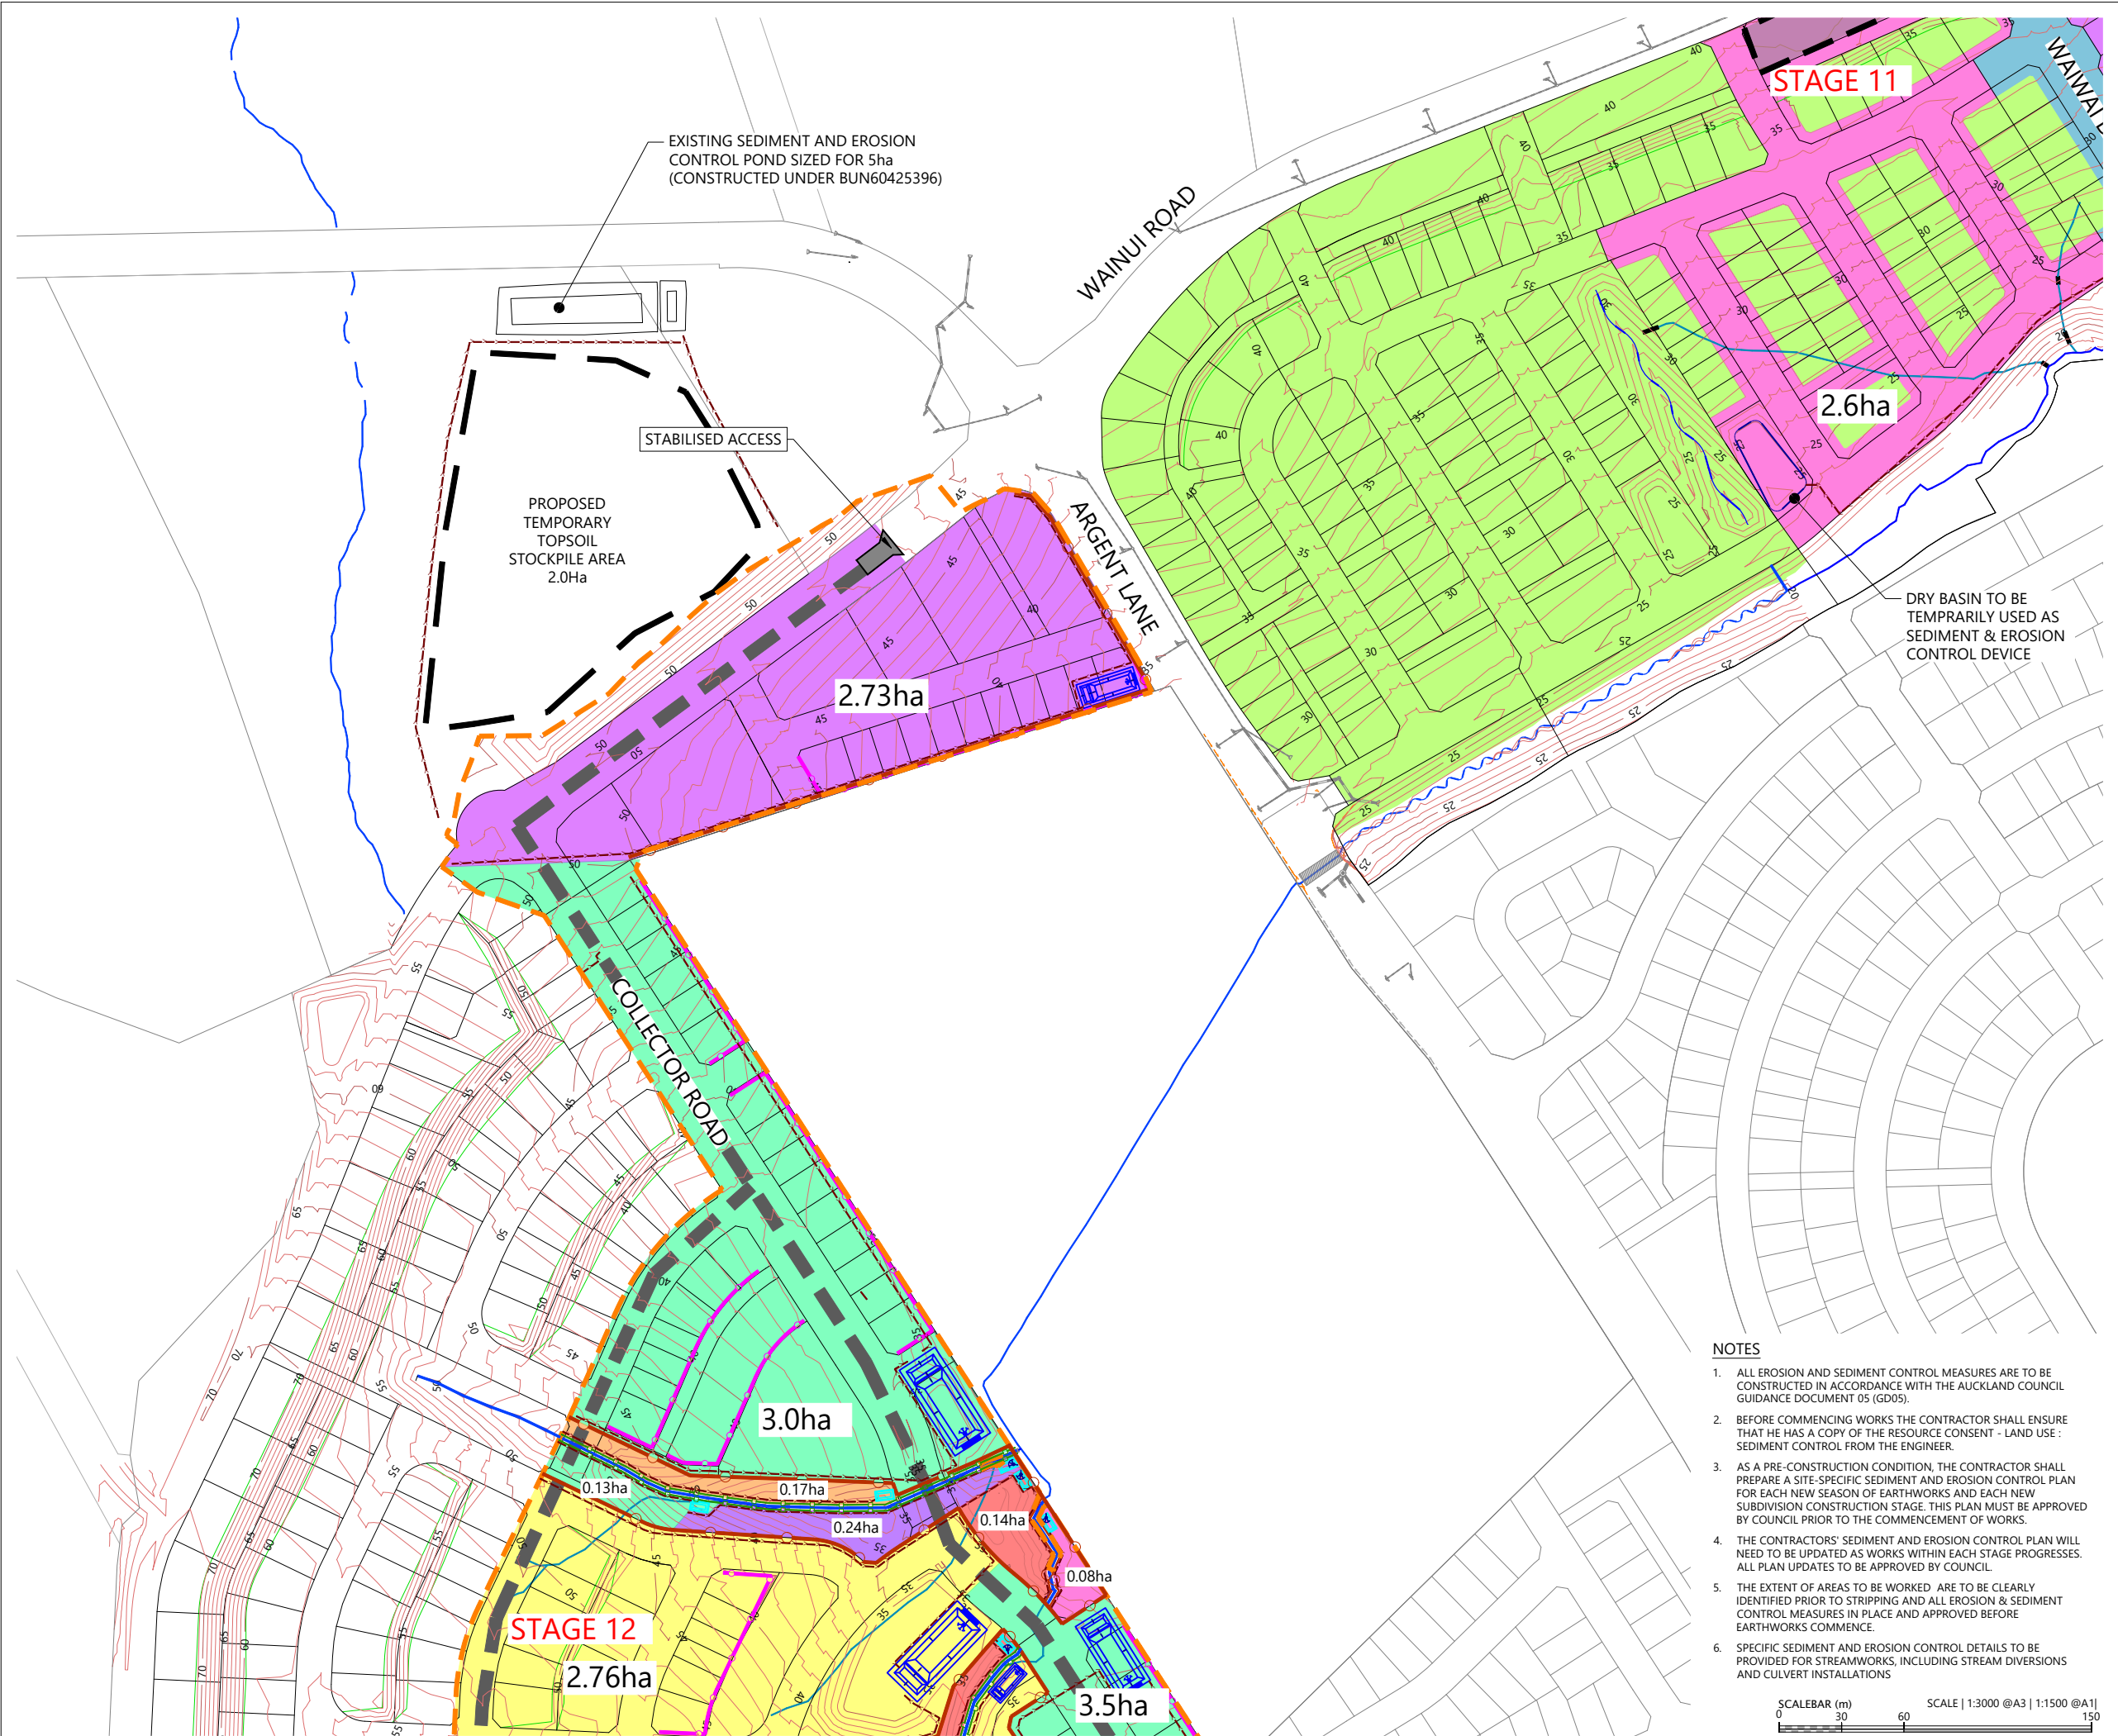 EXISTING SEDIMENT AND EROSION
CONTROL POND SIZED FOR 5ha
(CONSTRUCTED UNDER BUN60425396)
STAGE 11
WAINUI ROAD
2.6ha
STABILISED ACCESS
PROPOSED
TEMPORARY
TOPSOIL
STOCKPILE AREA
2.0Ha
ARGENT LANE
DRY BASIN TO BE
TEMPRARILY USED AS
SEDIMENT & EROSION
CONTROL DEVICE
2.73ha
COLLECTOR ROAD
3.0ha
0.13ha
0.17ha
0.24ha
0.14ha
0.08ha
STAGE 12
2.76ha
3.5ha
NOTES
1. ALL EROSION AND SEDIMENT CONTROL MEASURES ARE TO BE
CONSTRUCTED IN ACCORDANCE WITH THE AUCKLAND COUNCIL
GUIDANCE DOCUMENT 05 (GD05).
2. BEFORE COMMENCING WORKS THE CONTRACTOR SHALL ENSURE
THAT HE HAS A COPY OF THE RESOURCE CONSENT - LAND USE :
SEDIMENT CONTROL FROM THE ENGINEER.
3. AS A PRE-CONSTRUCTION CONDITION, THE CONTRACTOR SHALL
PREPARE A SITE-SPECIFIC SEDIMENT AND EROSION CONTROL PLAN
FOR EACH NEW SEASON OF EARTHWORKS AND EACH NEW
SUBDIVISION CONSTRUCTION STAGE. THIS PLAN MUST BE APPROVED
BY COUNCIL PRIOR TO THE COMMENCEMENT OF WORKS.
4. THE CONTRACTORS' SEDIMENT AND EROSION CONTROL PLAN WILL
NEED TO BE UPDATED AS WORKS WITHIN EACH STAGE PROGRESSES.
ALL PLAN UPDATES TO BE APPROVED BY COUNCIL.
5. THE EXTENT OF AREAS TO BE WORKED ARE TO BE CLEARLY
IDENTIFIED PRIOR TO STRIPPING AND ALL EROSION & SEDIMENT
CONTROL MEASURES IN PLACE AND APPROVED BEFORE
EARTHWORKS COMMENCE.
6. SPECIFIC SEDIMENT AND EROSION CONTROL DETAILS TO BE
PROVIDED FOR STREAMWORKS, INCLUDING STREAM DIVERSIONS
AND CULVERT INSTALLATIONS
SCALEBAR (m) SCALE | 1:3000 @A3 | 1:1500 @A1|
0 30 60 150